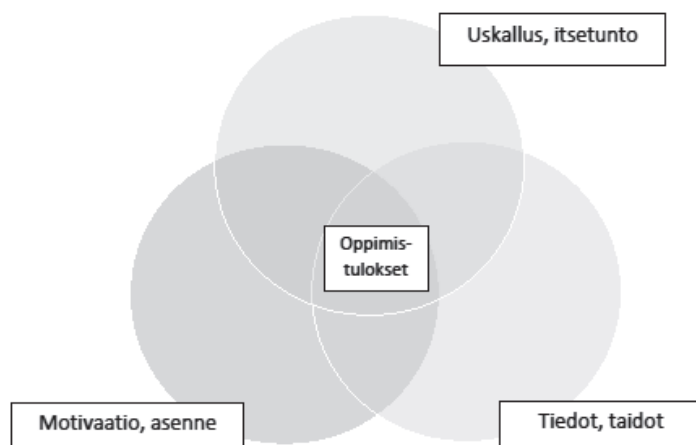 Uskallus, itsetunto
Oppimis-
tulokset
Motivaatio, asenne
Tiedot, taidot